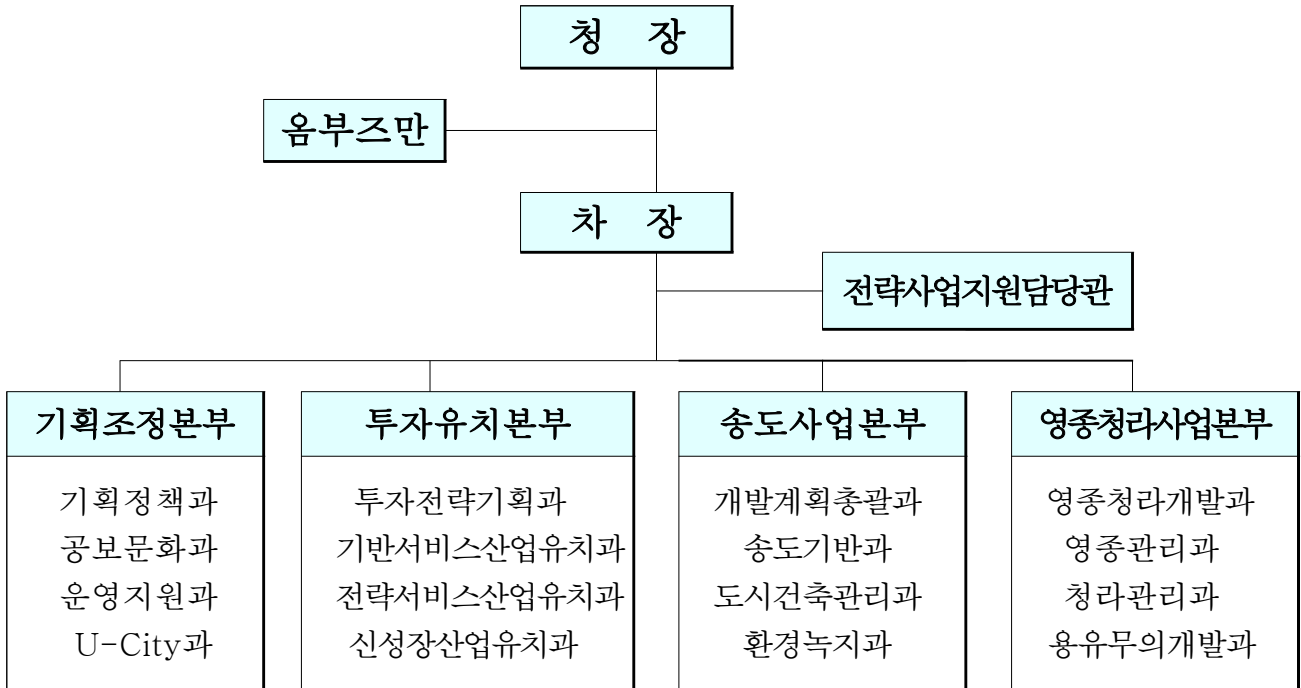 청 장
옴부즈만
차 장
전략사업지원담당관
기획조정본부
기획정책과
공보문화과
운영지원과
U-City과
투자유치본부
투자전략기획과
기반서비스산업유치과
전략서비스산업유치과
신성장산업유치과
송도사업본부
개발계획총괄과
송도기반과
도시건축관리과
환경녹지과
영종청라사업본부
영종청라개발과
영종관리과
청라관리과
용유무의개발과